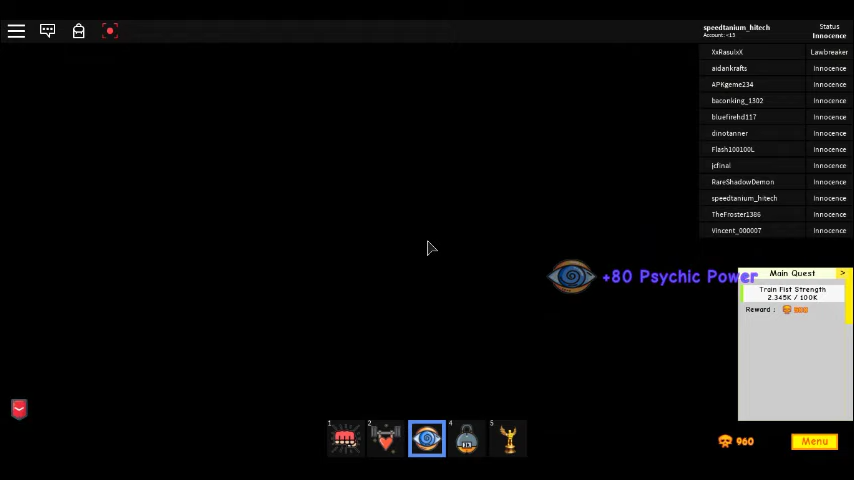 speedtanium_hitech
Account: <13
Status
Innocence
XxRasulxX Lawbreaker
aidankrafts Innocence
APKgeme234 Innocence
baconking_1302 Innocence
bluefirehd117 Innocence
dinotanner Innocence
Flash100100L Innocence
jcfinal Innocence
RareShadowDemon Innocence
speedtanium_hitech Innocence
TheFroster1386 Innocence
Vincent_000007 Innocence
+80 Psychic Power
Main Quest >
Train Fist Strength
2.345K / 100K
Reward :
1 2 4 5
960
Menu